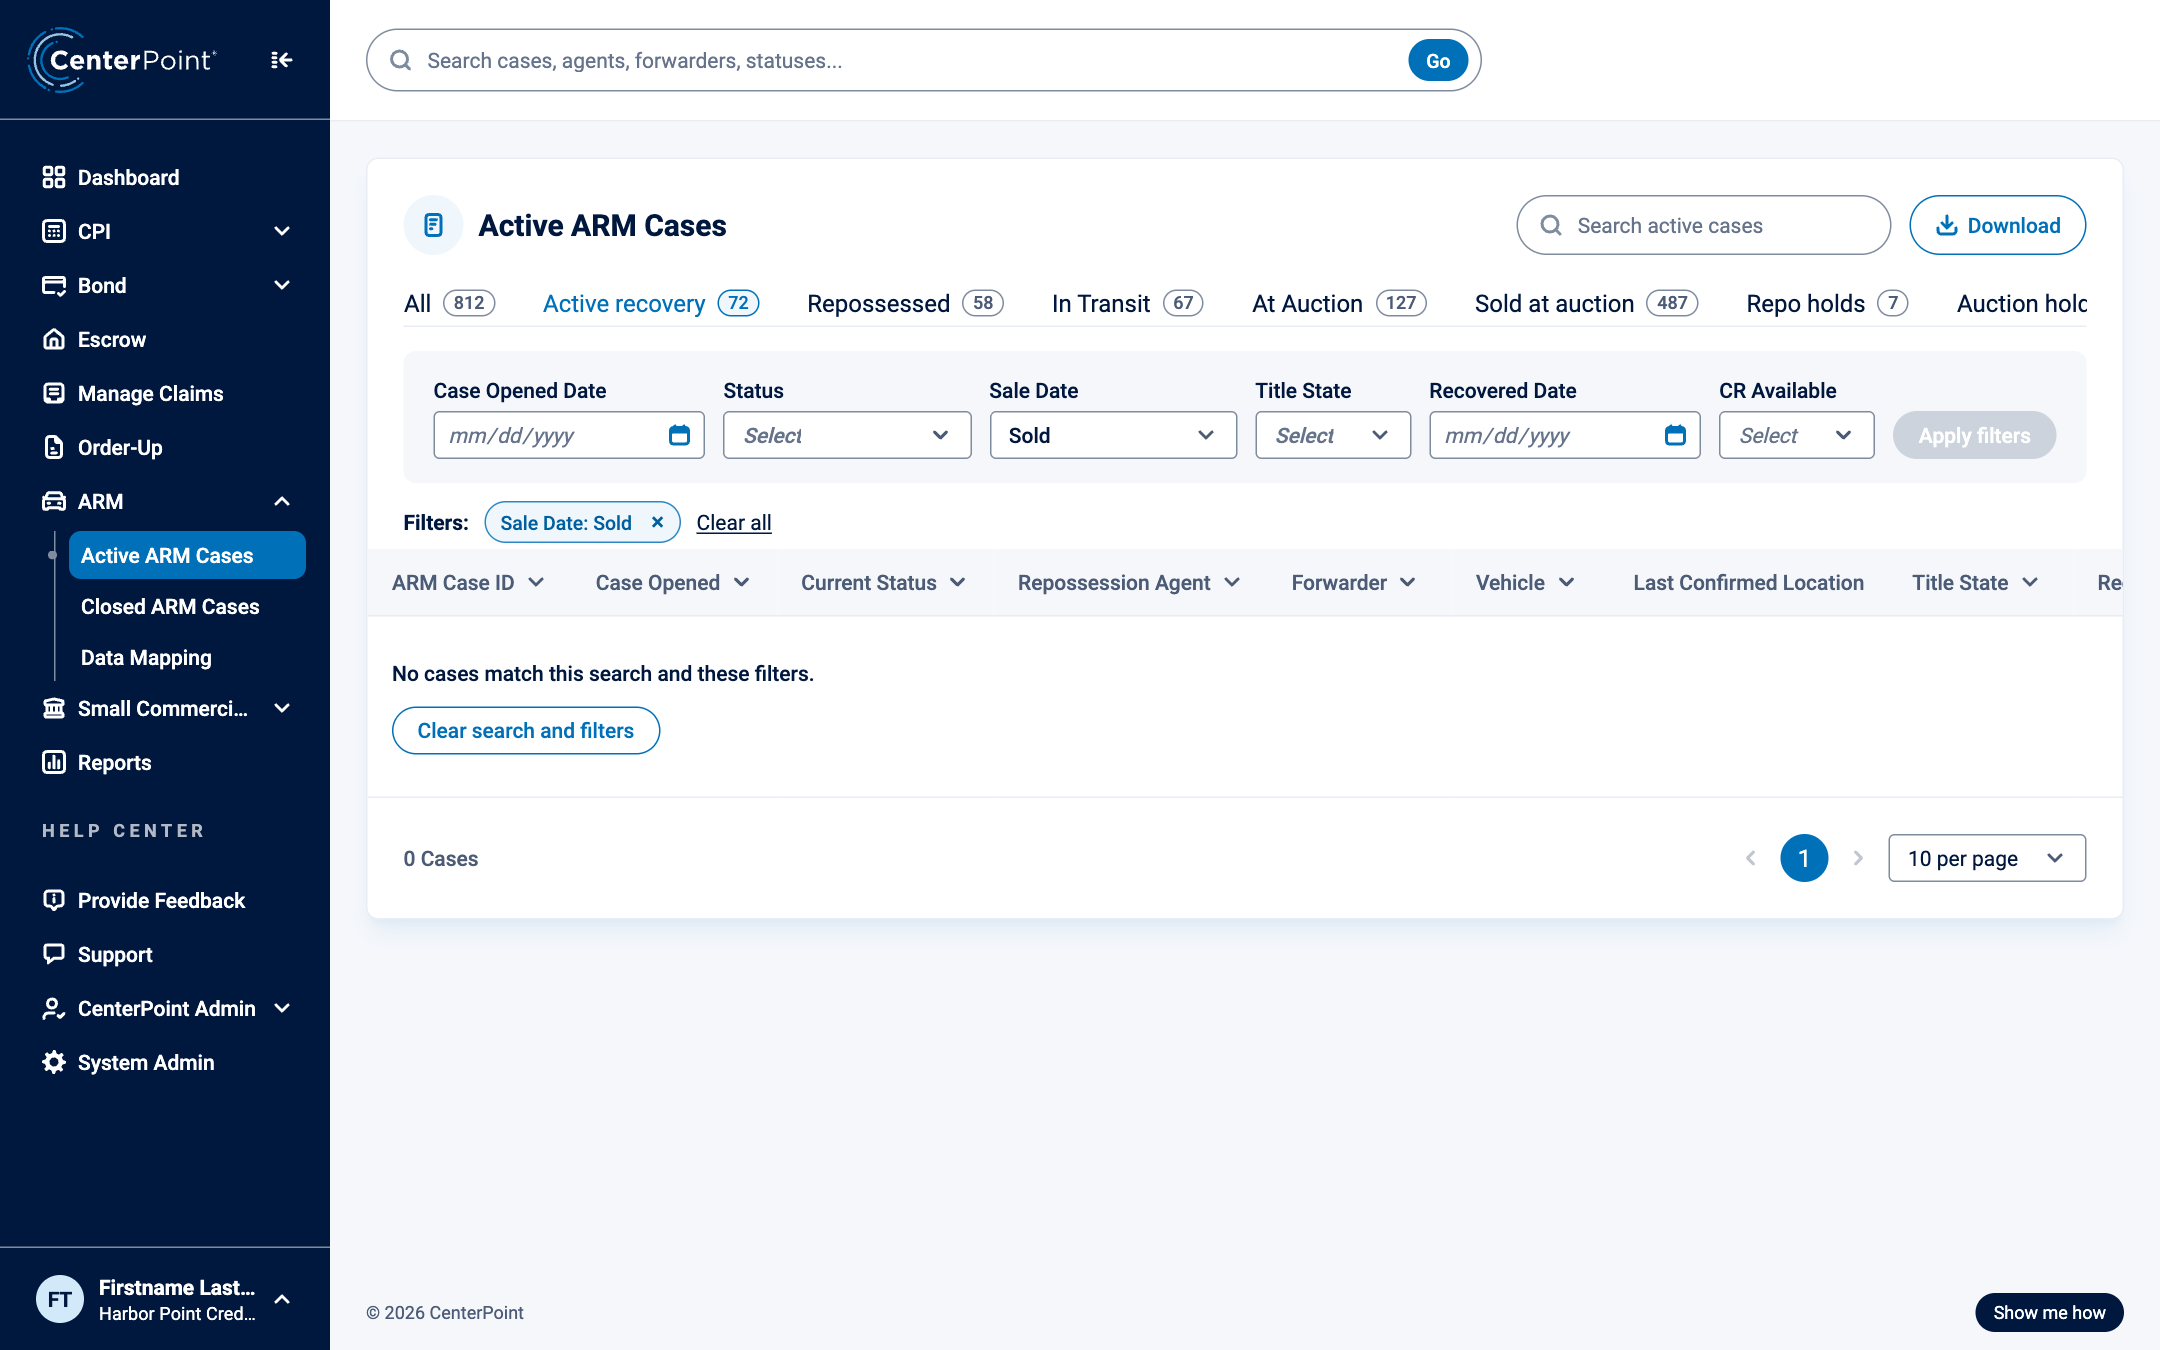 CenterPoint
Search cases, agents, forwarders, statuses...
Go
Dashboard
CPI
Bond
Escrow
Manage Claims
Order-Up
ARM
Active ARM Cases
Closed ARM Cases
Data Mapping
Small Commerci...
Reports
HELP CENTER
Provide Feedback
Support
CenterPoint Admin
System Admin
FT
Firstname Last...
Harbor Point Cred...
Active ARM Cases
Search active cases
Download
All 812 Active recovery 72 Repossessed 58 In Transit 67 At Auction 127 Sold at auction 487 Repo holds 7 Auction hold
Case Opened Date Status Sale Date Title State Recovered Date CR Available
mm/dd/yyyy Select Sold Select mm/dd/yyyy Select Apply filters
Filters: Sale Date: Sold × Clear all
ARM Case ID Case Opened Current Status Repossession Agent Forwarder Vehicle Last Confirmed Location Title State Re
No cases match this search and these filters.
Clear search and filters
0 Cases
1
10 per page
© 2026 CenterPoint
Show me how